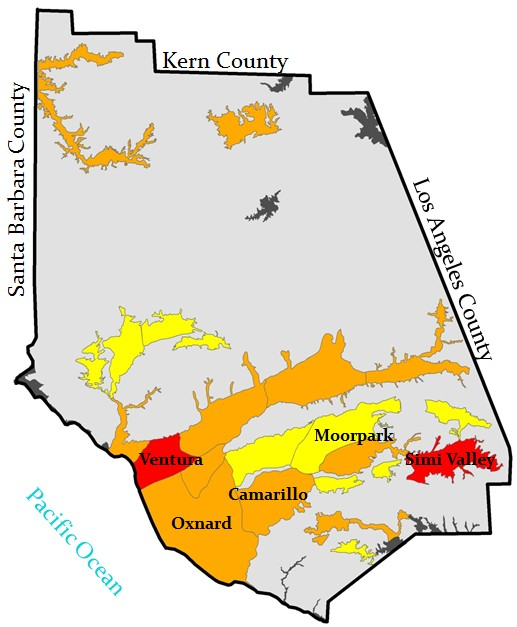 Kern County
Santa Barbara County
Los Angeles County
Moorpark
Ventura
Simi Valley
Camarillo
Oxnard
Pacific Ocean